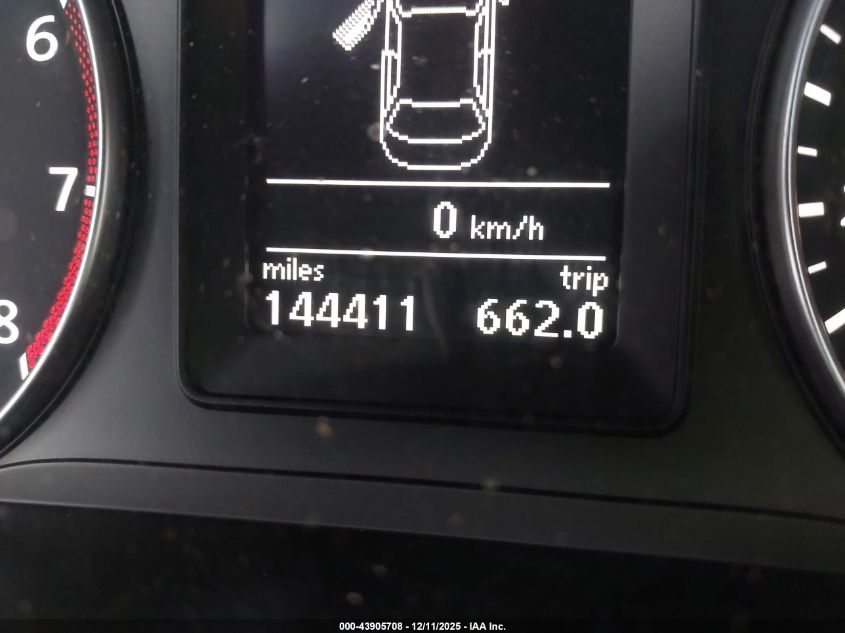 6
7
8
0 km/h
miles trip
144411 662.0
000-43905708 - 12/11/2025 - IAA Inc.